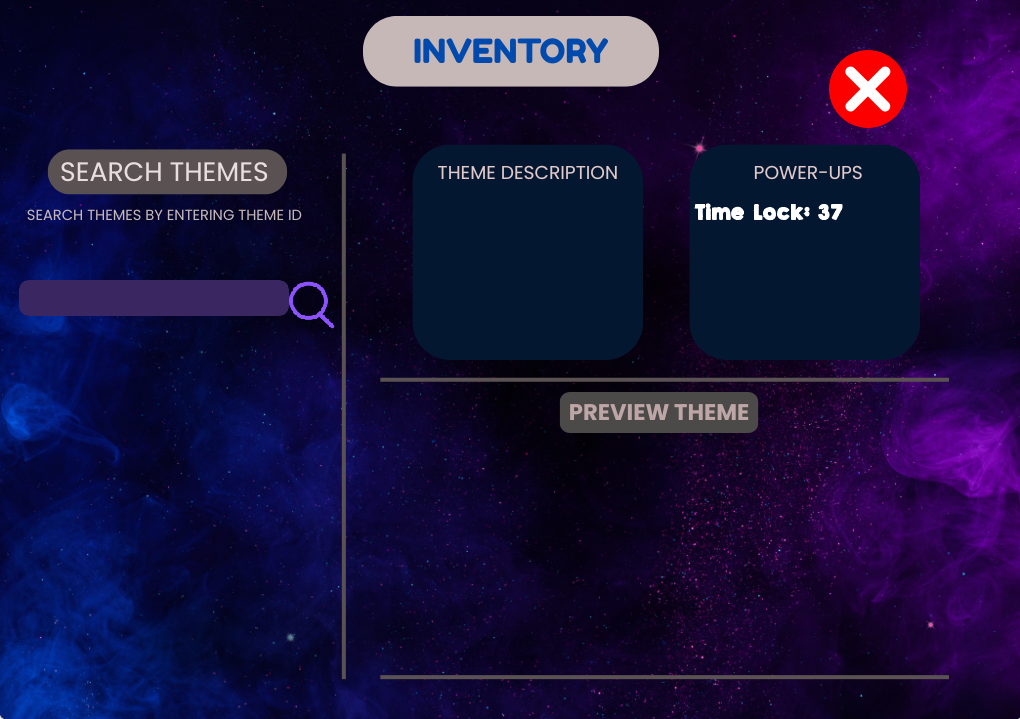 INVENTORY
SEARCH THEMES
SEARCH THEMES BY ENTERING THEME ID
THEME DESCRIPTION
POWER-UPS
Time Lock: 37
PREVIEW THEME